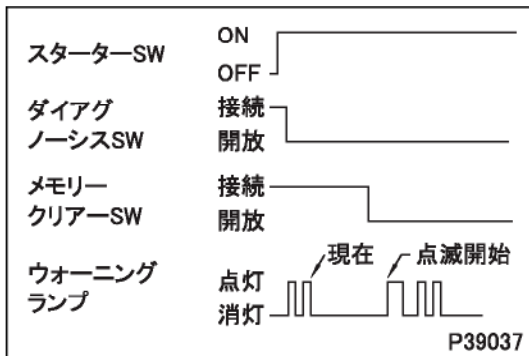 スターターSW
ON
OFF
ダイアグ
ノーシスSW
接続
開放
メモリー
クリアーSW
接続
開放
ウォーニング
ランプ
点灯
消灯
現在
点滅開始
P39037